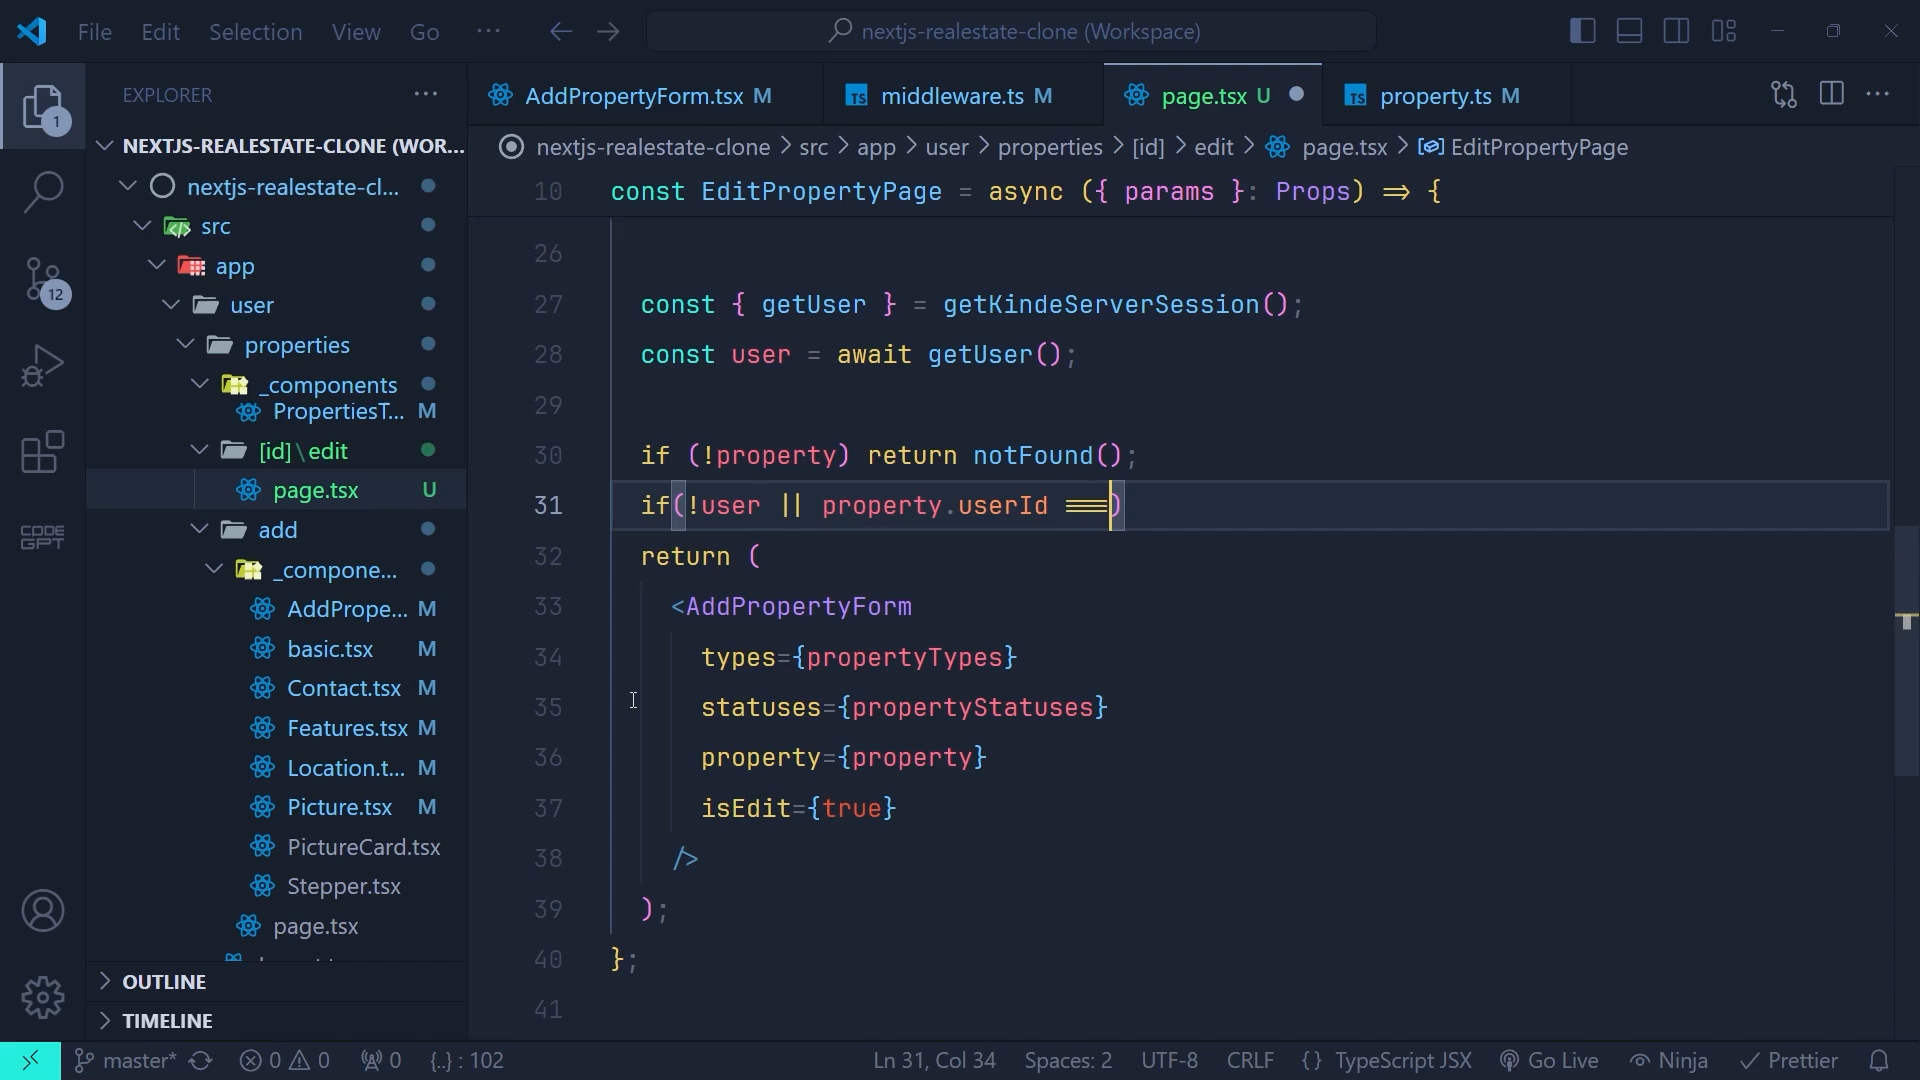 File Edit Selection View Go ··· nextjs-realestate-clone (Workspace)
EXPLORER ···
AddPropertyForm.tsx M middleware.ts M page.tsx U property.ts M
nextjs-realestate-clone > src > app > user > properties > [id] > edit > page.tsx > EditPropertyPage
1
12
CODE
GPT
NEXTJS-REALESTATE-CLONE (WOR...
nextjs-realestate-cl...
src
app
user
properties
_components
PropertiesT... M
[id]\edit
page.tsx U
add
_compone...
AddPrope... M
basic.tsx M
Contact.tsx M
Features.tsx M
Location.t... M
Picture.tsx M
PictureCard.tsx
Stepper.tsx
page.tsx
OUTLINE
TIMELINE
10 const EditPropertyPage = async ({ params }: Props) => {
26
27 const { getUser } = getKindeServerSession();
28 const user = await getUser();
29
30 if (!property) return notFound();
31 if(!user || property.userId ===)
32 return (
33 <AddPropertyForm
34 types={propertyTypes}
35 statuses={propertyStatuses}
36 property={property}
37 isEdit={true}
38 />
39 );
40 };
41
master* 0 0 0 {..} : 102 Ln 31, Col 34 Spaces: 2 UTF-8 CRLF {} TypeScript JSX Go Live Ninja Prettier